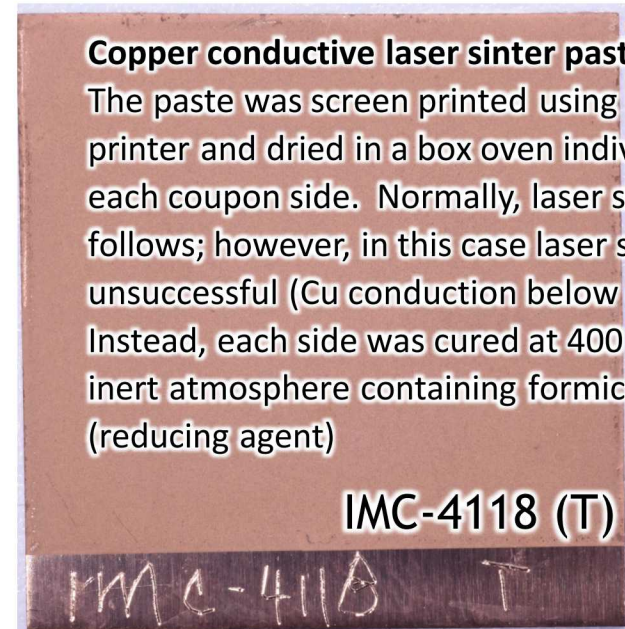 Copper conductive laser sinter past
The paste was screen printed using
printer and dried in a box oven indiv
each coupon side. Normally, laser s
follows; however, in this case laser s
unsuccessful (Cu conduction below
Instead, each side was cured at 400
inert atmosphere containing formic
(reducing agent)
IMC-4118 (T)
IMC-4118 T